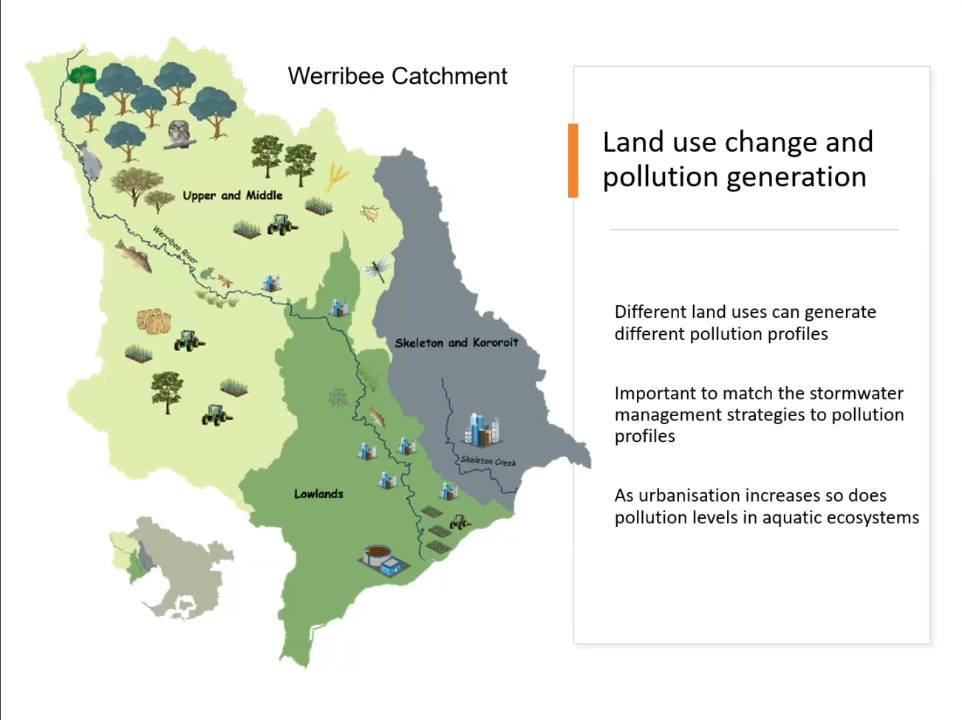 Werribee Catchment
Land use change and
pollution generation
Upper and Middle
Werribee River
Different land uses can generate
different pollution profiles
Skeleton and Kororoit
Important to match the stormwater
management strategies to pollution
profiles
Skeleton Creek
Lowlands
As urbanisation increases so does
pollution levels in aquatic ecosystems